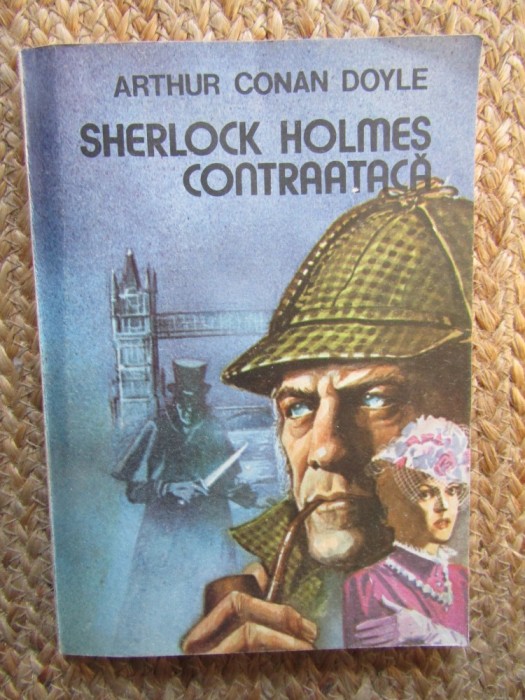 ARTHUR CONAN DOYLE
SHERLOCK HOLMES
CONTRAATACĂ